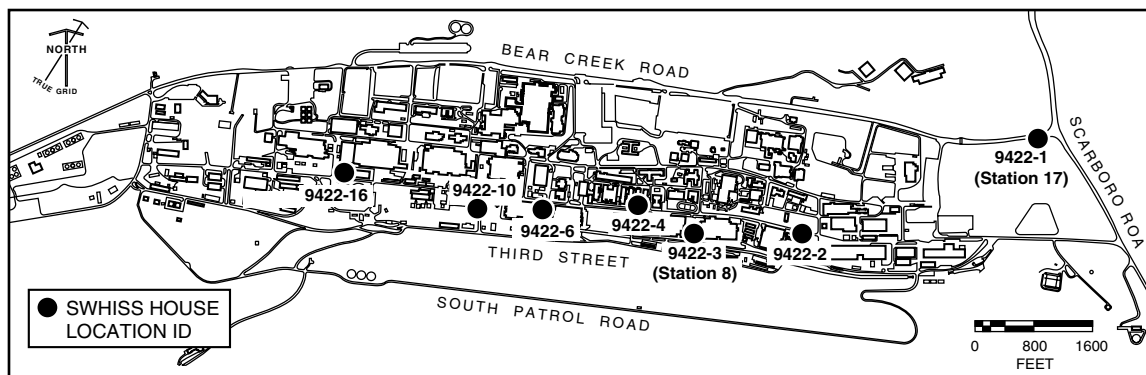 NORTH
TRUE GRID
BEAR CREEK ROAD
SCARBORO ROA
9422-1
(Station 17)
9422-16
9422-10
9422-6
9422-4
9422-3
(Station 8)
9422-2
THIRD STREET
SOUTH PATROL ROAD
SWHISS HOUSE
LOCATION ID
0 800 1600
FEET